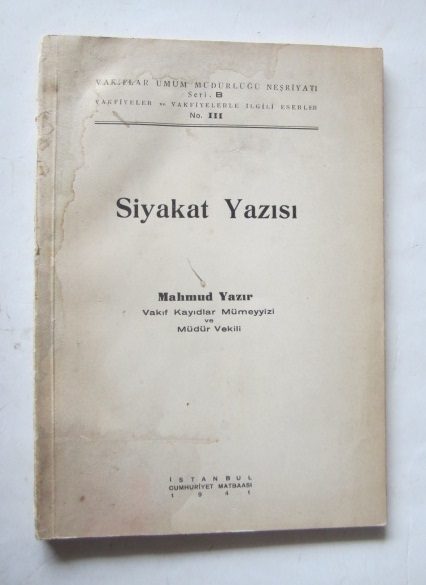 VAKIFLAR UMUM MÜDÜRLÜĞÜ NEŞRİYATI
Seri. B
VAKFİYELER ve VAKFİYELERLE İLGİLİ ESERLER
No. III
Siyakat Yazısı
Mahmud Yazır
Vakıf Kayıdlar Mümeyyizi
ve
Müdür Vekili
İSTANBUL
CUMHURİYET MATBAASI
1941